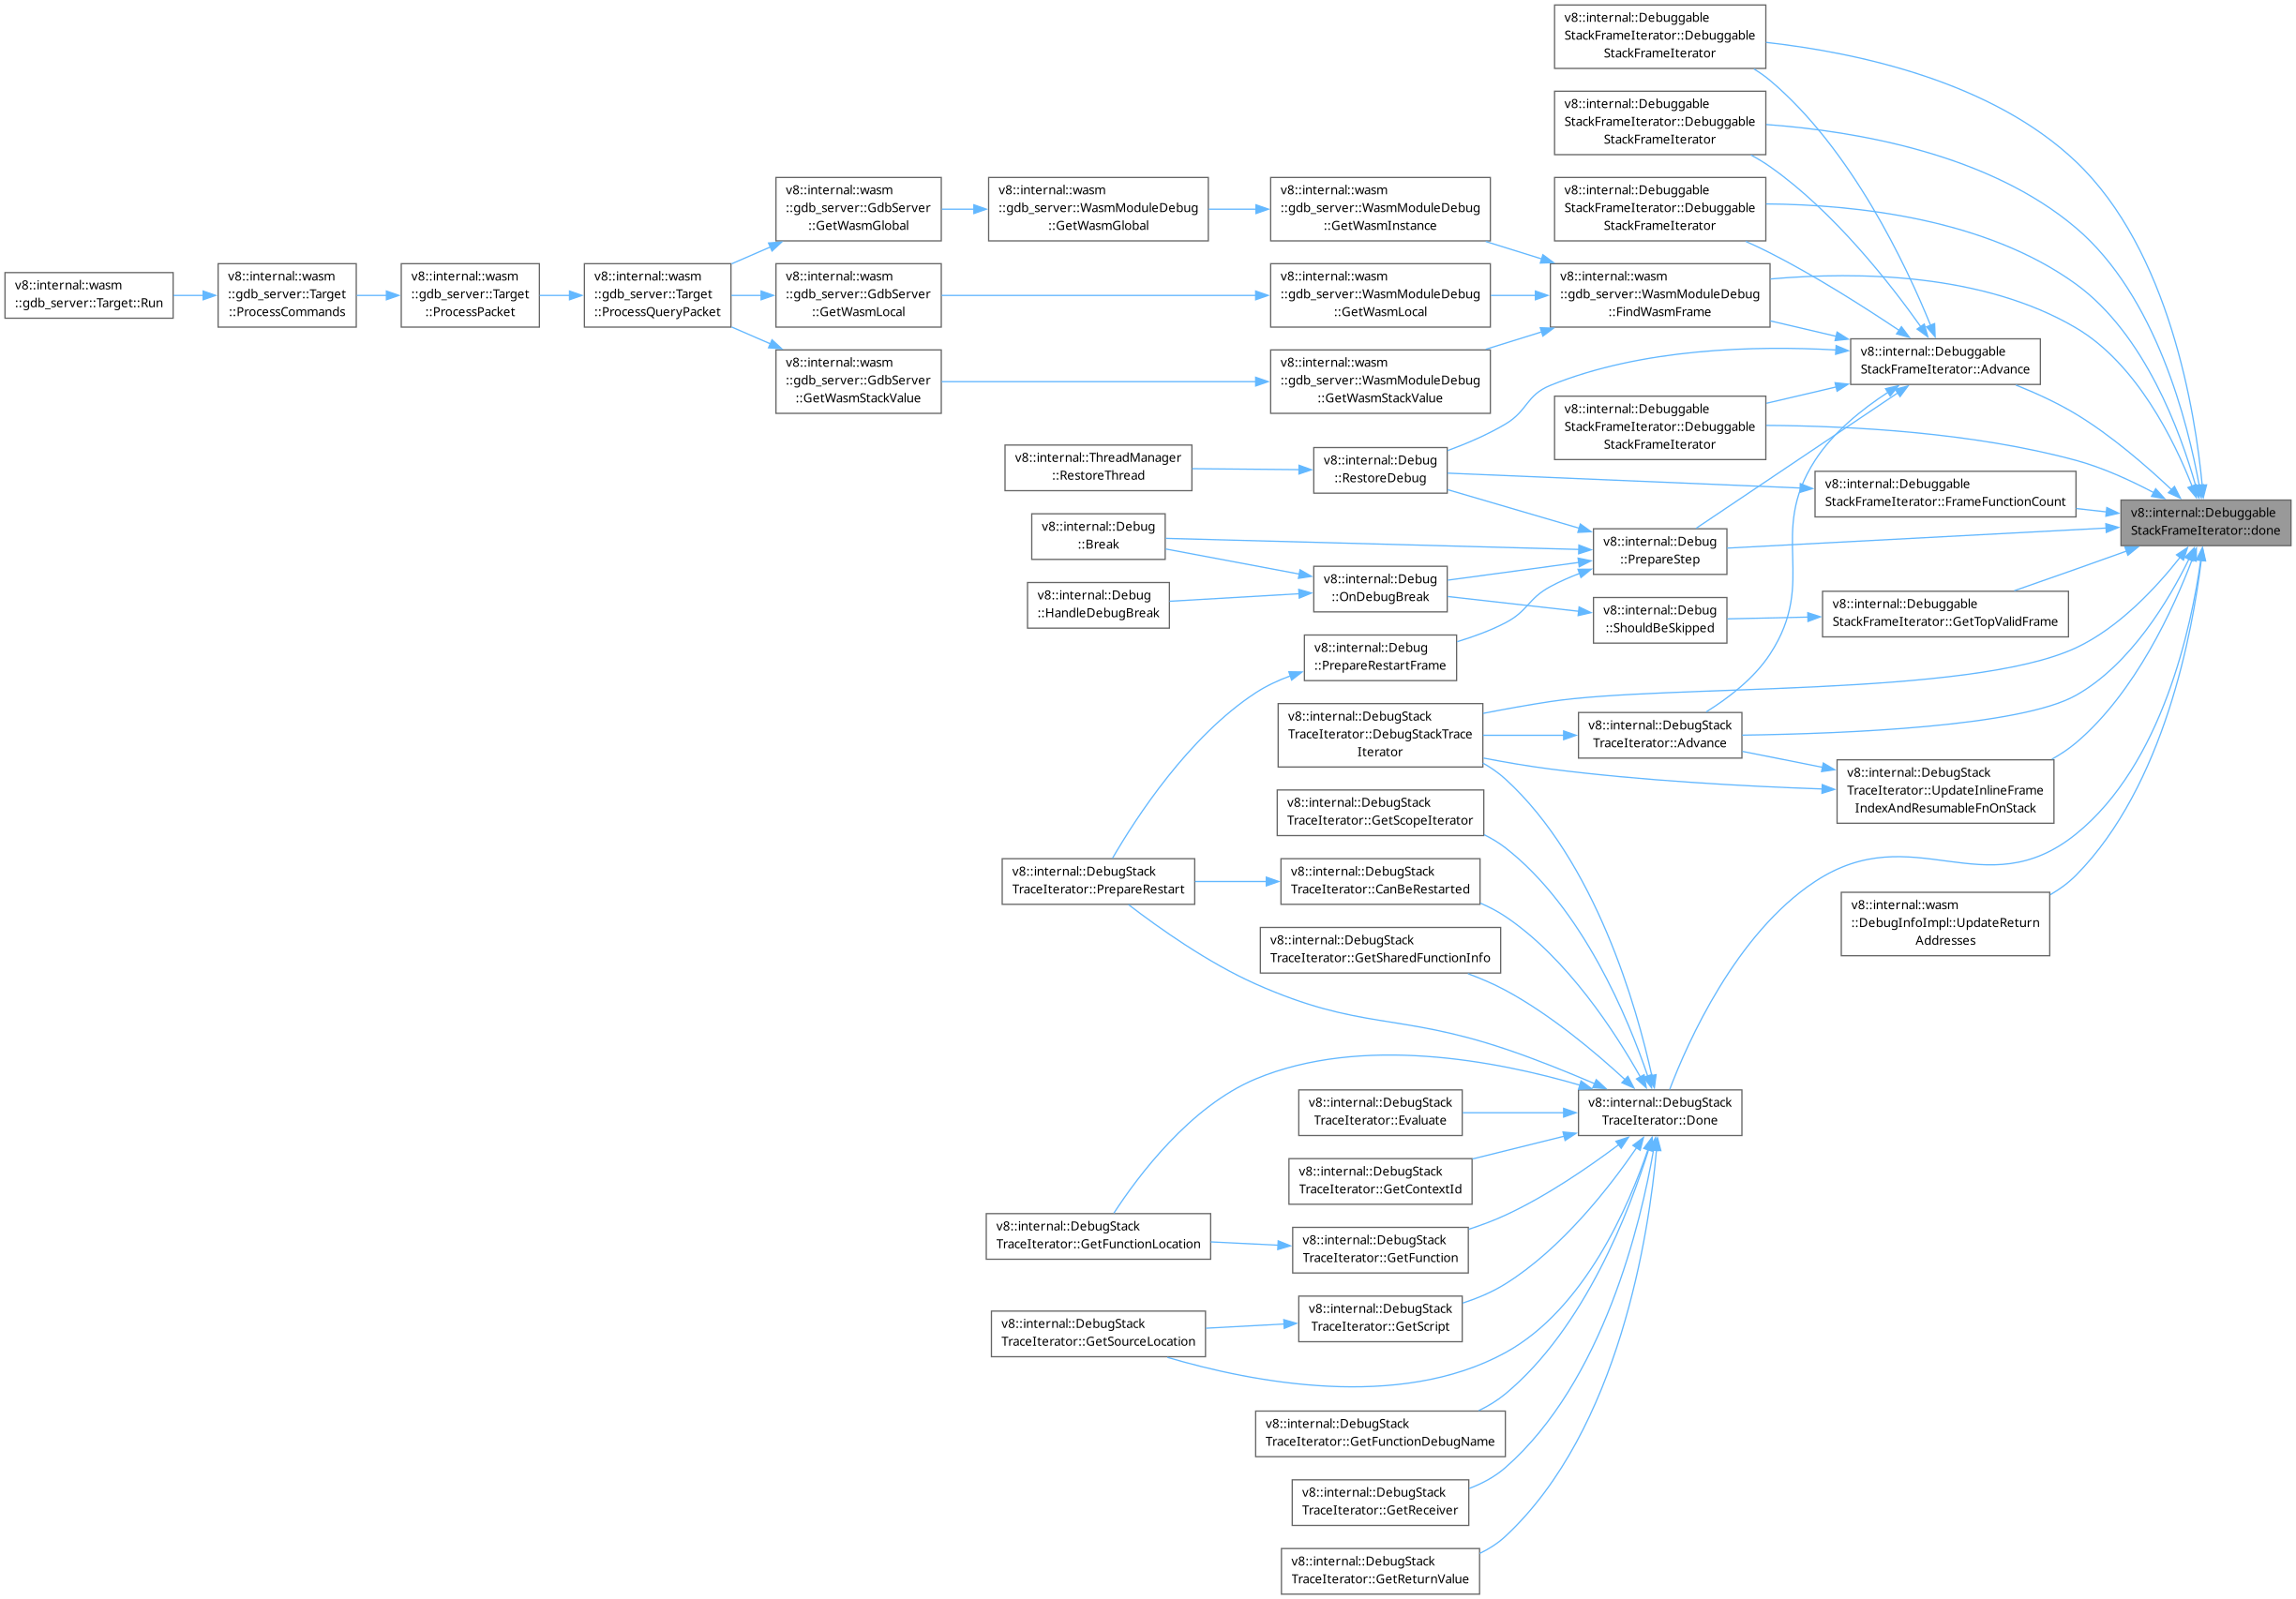 v8::internal::Debuggable
StackFrameIterator::Debuggable
StackFrameIterator
v8::internal::Debuggable
StackFrameIterator::Debuggable
StackFrameIterator
v8::internal::wasm
::gdb_server::GdbServer
::GetWasmGlobal
v8::internal::wasm
::gdb_server::WasmModuleDebug
::GetWasmGlobal
v8::internal::wasm
::gdb_server::WasmModuleDebug
::GetWasmInstance
v8::internal::Debuggable
StackFrameIterator::Debuggable
StackFrameIterator
v8::internal::wasm
::gdb_server::Target::Run
v8::internal::wasm
::gdb_server::Target
::ProcessCommands
v8::internal::wasm
::gdb_server::Target
::ProcessPacket
v8::internal::wasm
::gdb_server::Target
::ProcessQueryPacket
v8::internal::wasm
::gdb_server::GdbServer
::GetWasmLocal
v8::internal::wasm
::gdb_server::WasmModuleDebug
::GetWasmLocal
v8::internal::wasm
::gdb_server::WasmModuleDebug
::FindWasmFrame
v8::internal::wasm
::gdb_server::GdbServer
::GetWasmStackValue
v8::internal::wasm
::gdb_server::WasmModuleDebug
::GetWasmStackValue
v8::internal::Debuggable
StackFrameIterator::Advance
v8::internal::Debuggable
StackFrameIterator::Debuggable
StackFrameIterator
v8::internal::ThreadManager
::RestoreThread
v8::internal::Debug
::RestoreDebug
v8::internal::Debuggable
StackFrameIterator::FrameFunctionCount
v8::internal::Debuggable
StackFrameIterator::done
v8::internal::Debug
::Break
v8::internal::Debug
::PrepareStep
v8::internal::Debug
::HandleDebugBreak
v8::internal::Debug
::OnDebugBreak
v8::internal::Debug
::ShouldBeSkipped
v8::internal::Debuggable
StackFrameIterator::GetTopValidFrame
v8::internal::Debug
::PrepareRestartFrame
v8::internal::DebugStack
TraceIterator::DebugStackTrace
Iterator
v8::internal::DebugStack
TraceIterator::Advance
v8::internal::DebugStack
TraceIterator::UpdateInlineFrame
IndexAndResumableFnOnStack
v8::internal::DebugStack
TraceIterator::GetScopeIterator
v8::internal::DebugStack
TraceIterator::PrepareRestart
v8::internal::DebugStack
TraceIterator::CanBeRestarted
v8::internal::wasm
::DebugInfoImpl::UpdateReturn
Addresses
v8::internal::DebugStack
TraceIterator::GetSharedFunctionInfo
v8::internal::DebugStack
TraceIterator::Evaluate
v8::internal::DebugStack
TraceIterator::Done
v8::internal::DebugStack
TraceIterator::GetContextId
v8::internal::DebugStack
TraceIterator::GetFunctionLocation
v8::internal::DebugStack
TraceIterator::GetFunction
v8::internal::DebugStack
TraceIterator::GetSourceLocation
v8::internal::DebugStack
TraceIterator::GetScript
v8::internal::DebugStack
TraceIterator::GetFunctionDebugName
v8::internal::DebugStack
TraceIterator::GetReceiver
v8::internal::DebugStack
TraceIterator::GetReturnValue